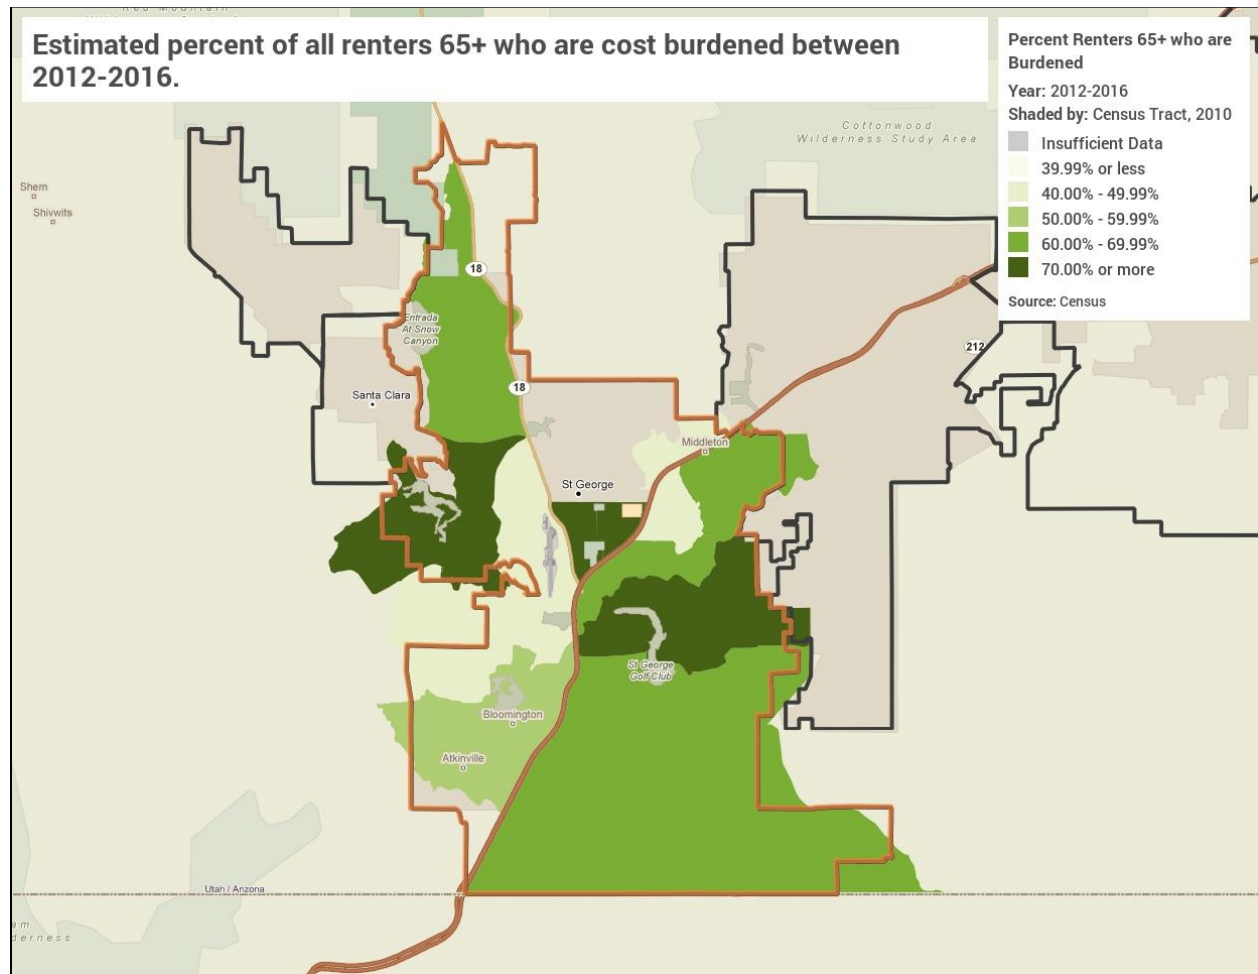 Red Mountain
Estimated percent of all renters 65+ who are cost burdened between
2012-2016.
Percent Renters 65+ who are
Burdened
Year: 2012-2016
Shaded by: Census Tract, 2010
Insufficient Data
39.99% or less
40.00% - 49.99%
50.00% - 59.99%
60.00% - 69.99%
70.00% or more
Source: Census
Cottonwood
Wilderness Study Area
Shem
Shivwits
18
Entrada
At Snow
Canyon
212
18
Santa Clara
Middleton
St George
St George
Golf Club
Bloomington
Atkinville
Utah / Arizona
am
derness